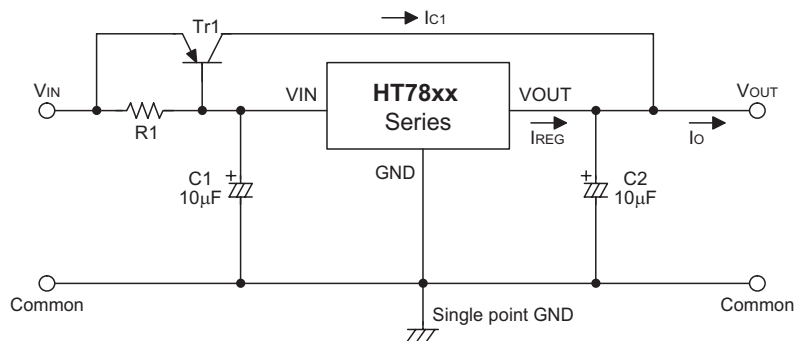 Tr1
IC1
VIN
R1
VIN
HT78xx
Series
VOUT
IREG
VOUT
IO
GND
C1
10μF
+
C2
10μF
+
Common
Common
Single point GND